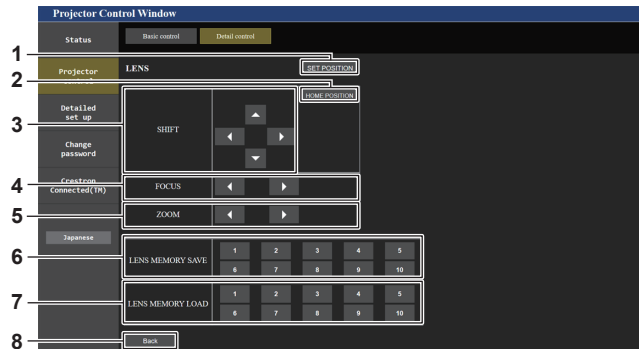 Projector Control Window
Status
Basic control
Detail control
1
LENS
SET POSITION
Projector
control
2
HOME POSITION
3
Detailed
set up
SHIFT
Change
password
4
Crestron
Connected(TM)
FOCUS
5
ZOOM
Japanese
6
LENS MEMORY SAVE
1 2 3 4 5
6 7 8 9 10
7
LENS MEMORY LOAD
1 2 3 4 5
6 7 8 9 10
8
Back